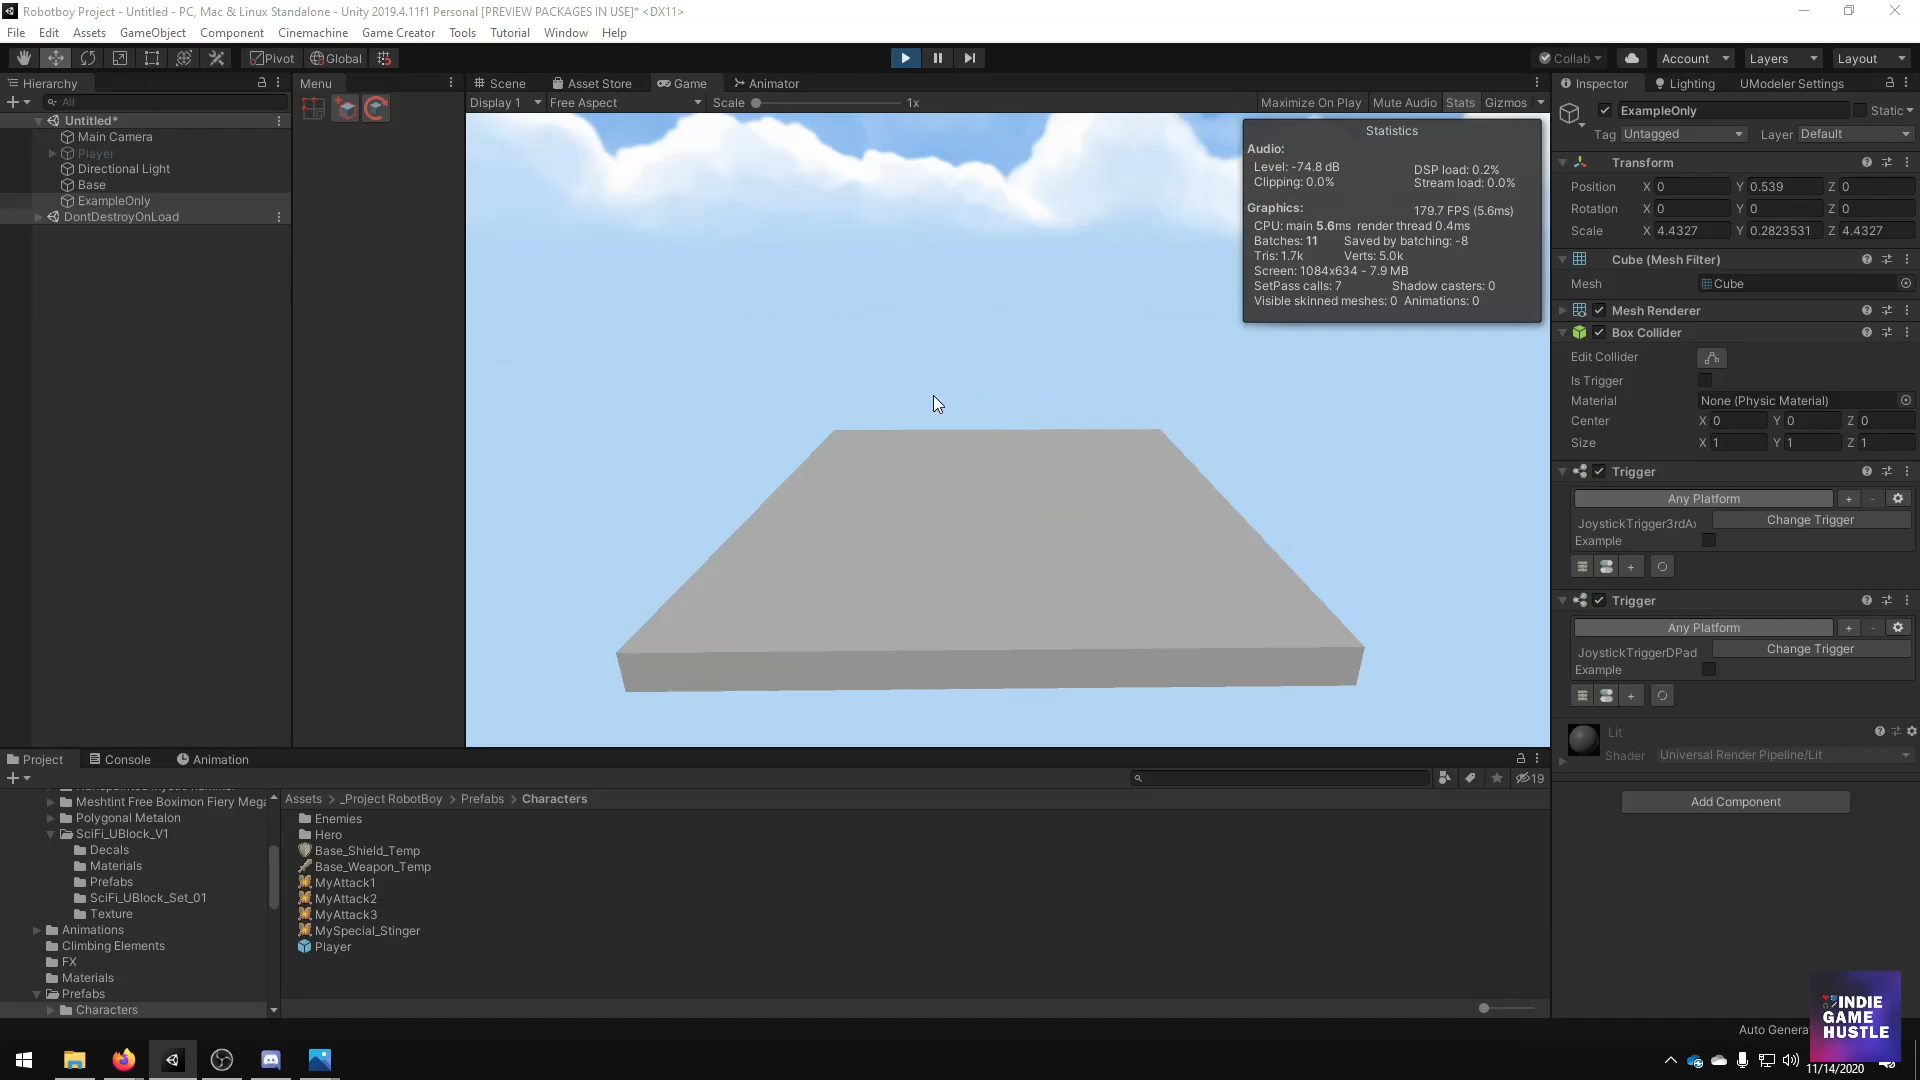 Robotboy Project - Untitled - PC, Mac & Linux Standalone - Unity 2019.4.11f1 Personal [PREVIEW PACKAGES IN USE]* <DX11>
File Edit Assets GameObject Component Cinemachine Game Creator Tools Tutorial Window Help
Pivot Global Collab Account Layers Layout
Hierarchy Menu Scene Asset Store Game Animator Inspector Lighting UModeler Settings
All Display 1 Free Aspect Scale 1x Maximize On Play Mute Audio Stats Gizmos
Untitled*
Main Camera
Player
Directional Light
Base
ExampleOnly
DontDestroyOnLoad
Statistics
Audio:
Level: -74.8 dB DSP load: 0.2%
Clipping: 0.0% Stream load: 0.0%
Graphics: 179.7 FPS (5.6ms)
CPU: main 5.6ms render thread 0.4ms
Batches: 11 Saved by batching: -8
Tris: 1.7k Verts: 5.0k
Screen: 1084x634 - 7.9 MB
SetPass calls: 7 Shadow casters: 0
Visible skinned meshes: 0 Animations: 0
ExampleOnly Static
Tag Untagged Layer Default
Transform
Position X 0 Y 0.539 Z 0
Rotation X 0 Y 0 Z 0
Scale X 4.4327 Y 0.2823531 Z 4.4327
Cube (Mesh Filter)
Mesh Cube
Mesh Renderer
Box Collider
Edit Collider
Is Trigger
Material None (Physic Material)
Center X 0 Y 0 Z 0
Size X 1 Y 1 Z 1
Trigger
Any Platform + -
JoystickTrigger3rdAx Change Trigger
Example
+
Trigger
Any Platform + -
JoystickTriggerDPad Change Trigger
Example
+
Lit
Shader Universal Render Pipeline/Lit
Add Component
Project Console Animation
19
Meshtint Free Boximon Fiery Mega
Polygonal Metalon
SciFi_UBlock_V1
Decals
Materials
Prefabs
SciFi_UBlock_Set_01
Texture
Animations
Climbing Elements
FX
Materials
Prefabs
Characters
Assets > _Project RobotBoy > Prefabs > Characters
Enemies
Hero
Base_Shield_Temp
Base_Weapon_Temp
MyAttack1
MyAttack2
MyAttack3
MySpecial_Stinger
Player
Auto Genera
INDIE
GAME
HUSTLE
11/14/2020